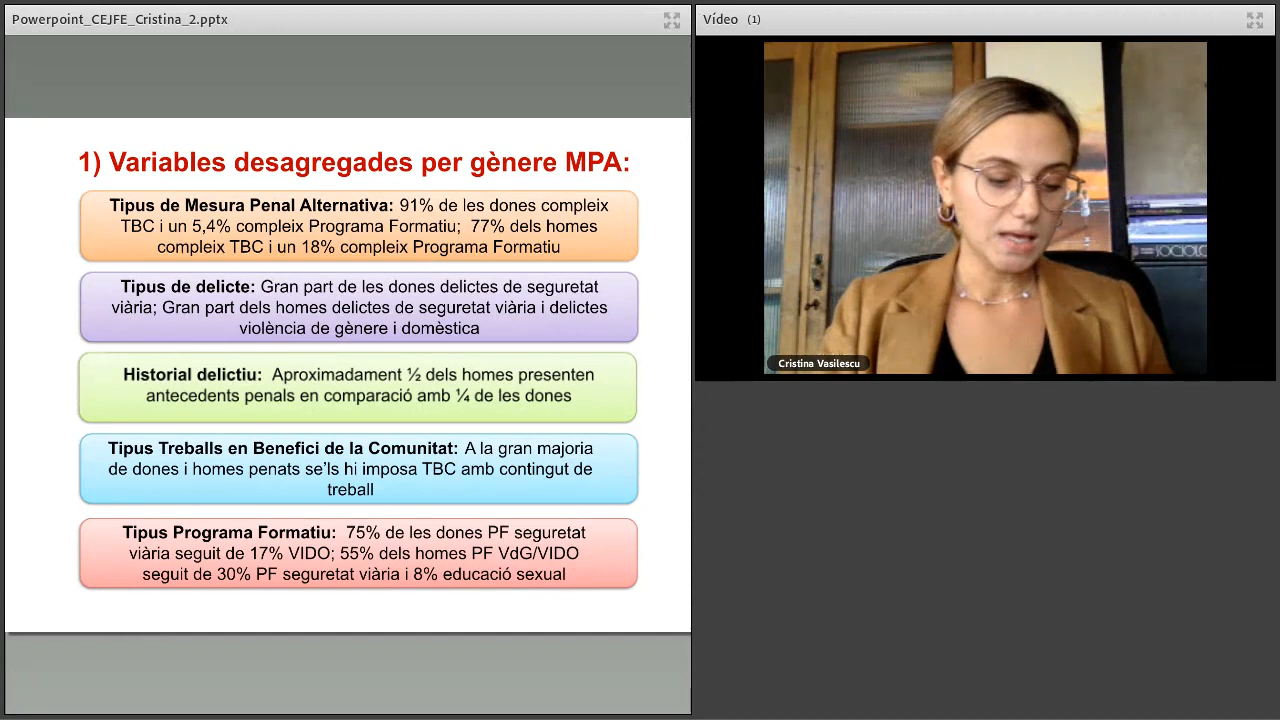 Powerpoint_CEJFE_Cristina_2.pptx
1) Variables desagregades per gènere MPA:
Tipus de Mesura Penal Alternativa: 91% de les dones compleix
TBC i un 5,4% compleix Programa Formatiu; 77% dels homes
compleix TBC i un 18% compleix Programa Formatiu
Tipus de delicte: Gran part de les dones delictes de seguretat
viària; Gran part dels homes delictes de seguretat viària i delictes
violència de gènere i domèstica
Historial delictiu: Aproximadament ½ dels homes presenten
antecedents penals en comparació amb ¼ de les dones
Tipus Treballs en Benefici de la Comunitat: A la gran majoria
de dones i homes penats se’ls hi imposa TBC amb contingut de
treball
Tipus Programa Formatiu: 75% de les dones PF seguretat
viària seguit de 17% VIDO; 55% dels homes PF VdG/VIDO
seguit de 30% PF seguretat viària i 8% educació sexual
Vídeo (1)
Cristina Vasilescu